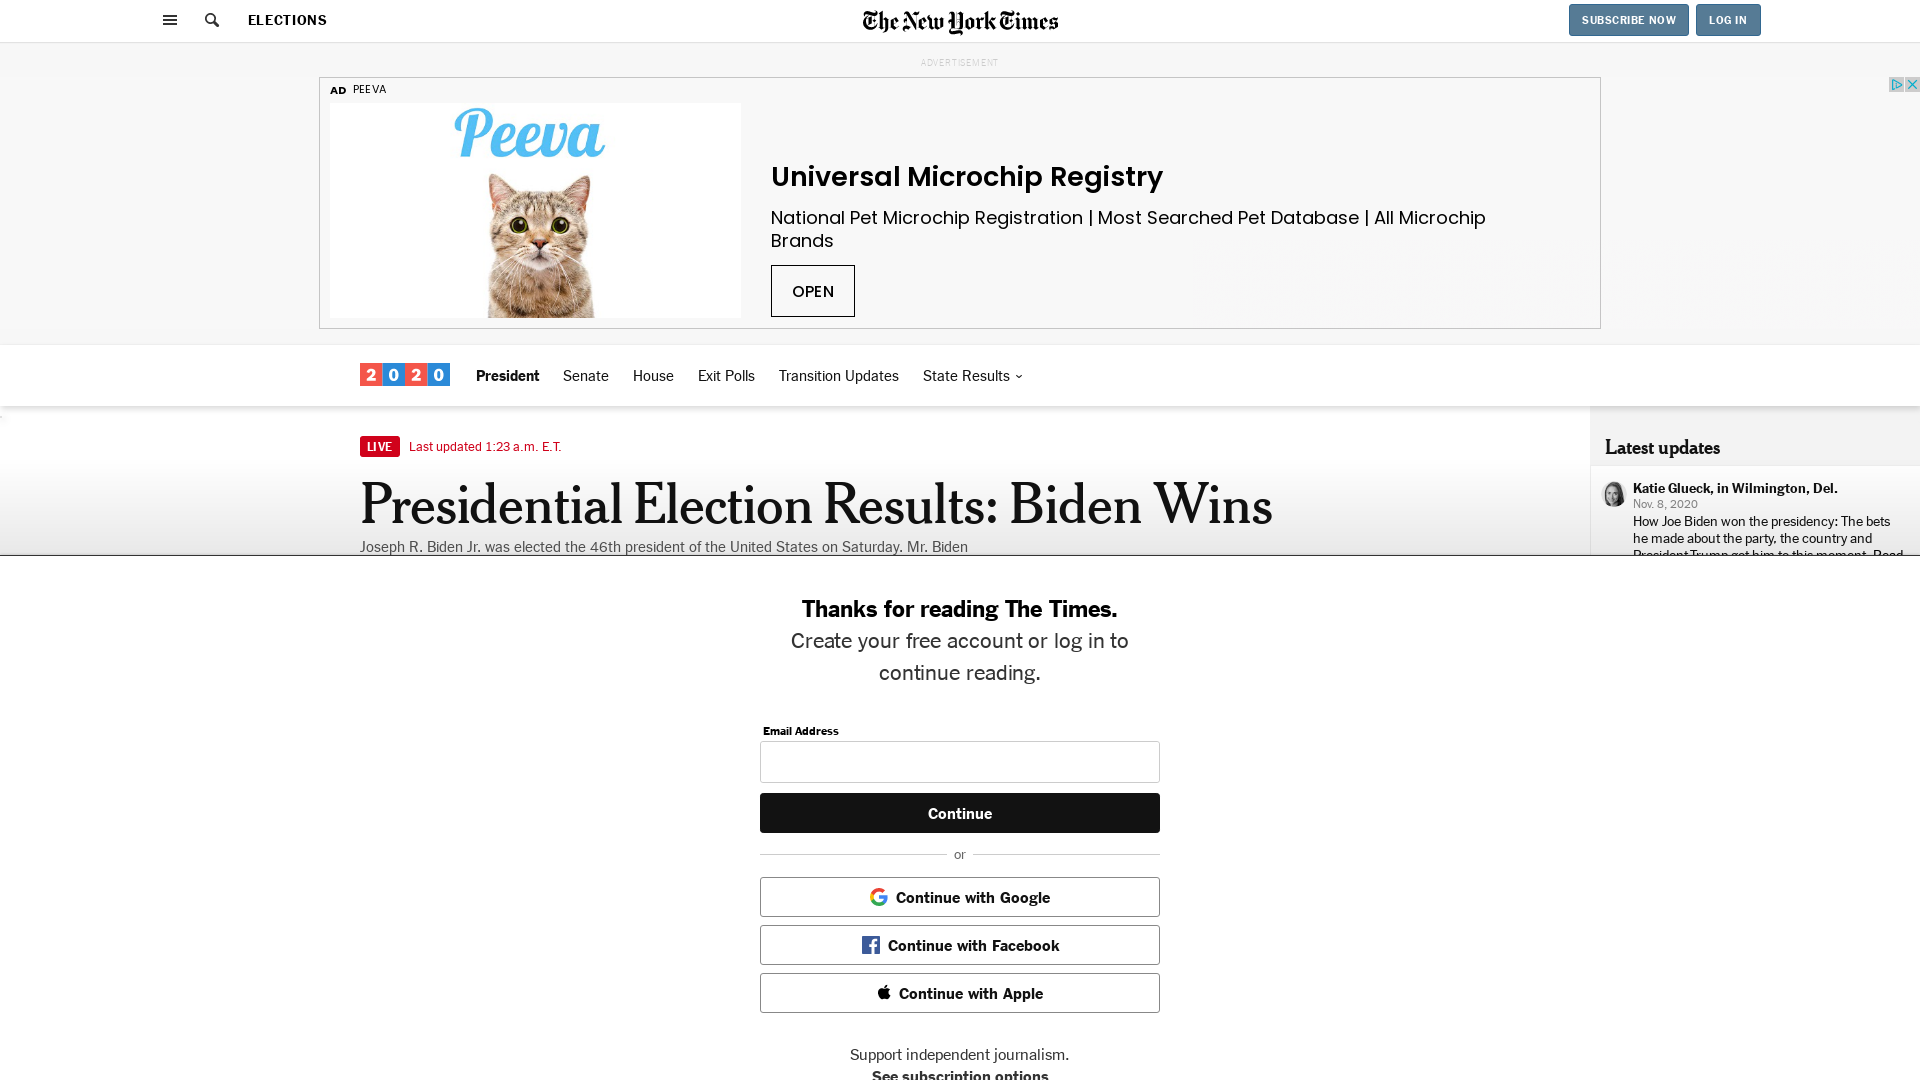 ELECTIONS
The New York Times
SUBSCRIBE NOW
LOG IN
ADVERTISEMENT
AD PEEVA
Peeva
Universal Microchip Registry
National Pet Microchip Registration | Most Searched Pet Database | All Microchip
Brands
OPEN
2020
President
Senate
House
Exit Polls
Transition Updates
State Results
LIVE
Last updated 1:23 a.m. E.T.
Presidential Election Results: Biden Wins
Joseph R. Biden Jr. was elected the 46th president of the United States on Saturday. Mr. Biden
Latest updates
Katie Glueck, in Wilmington, Del.
Nov. 8, 2020
How Joe Biden won the presidency: The bets
he made about the party, the country and
President Trump got him to this moment. Read
Thanks for reading The Times.
Create your free account or log in to
continue reading.
Email Address
Continue
or
Continue with Google
Continue with Facebook
Continue with Apple
Support independent journalism.
See subscription options